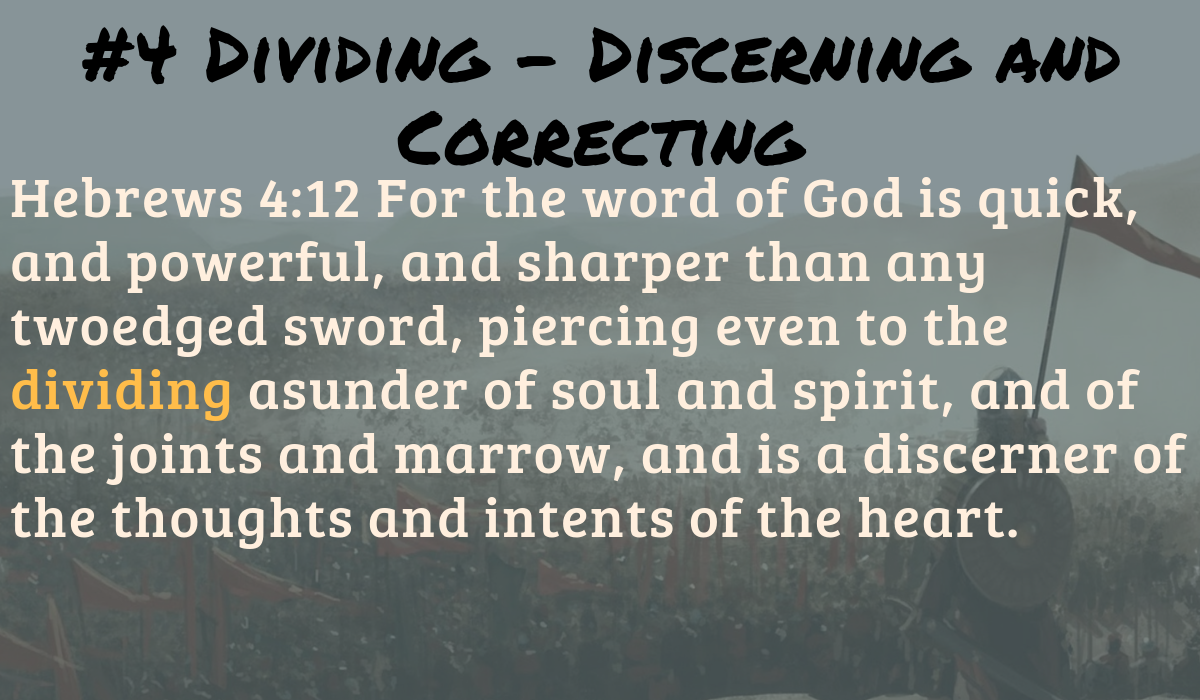 #4 Dividing – Discerning and
Correcting
Hebrews 4:12 For the word of God is quick,
and powerful, and sharper than any
twoedged sword, piercing even to the
dividing asunder of soul and spirit, and of
the joints and marrow, and is a discerner of
the thoughts and intents of the heart.